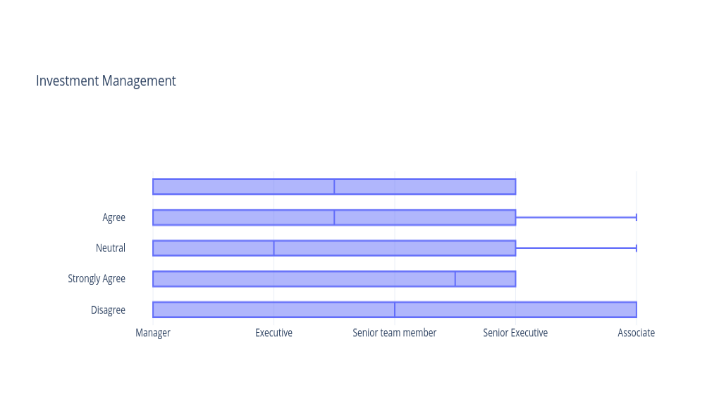 Investment Management
Agree
Neutral
Strongly Agree
Disagree
Manager Executive Senior team member Senior Executive Associate